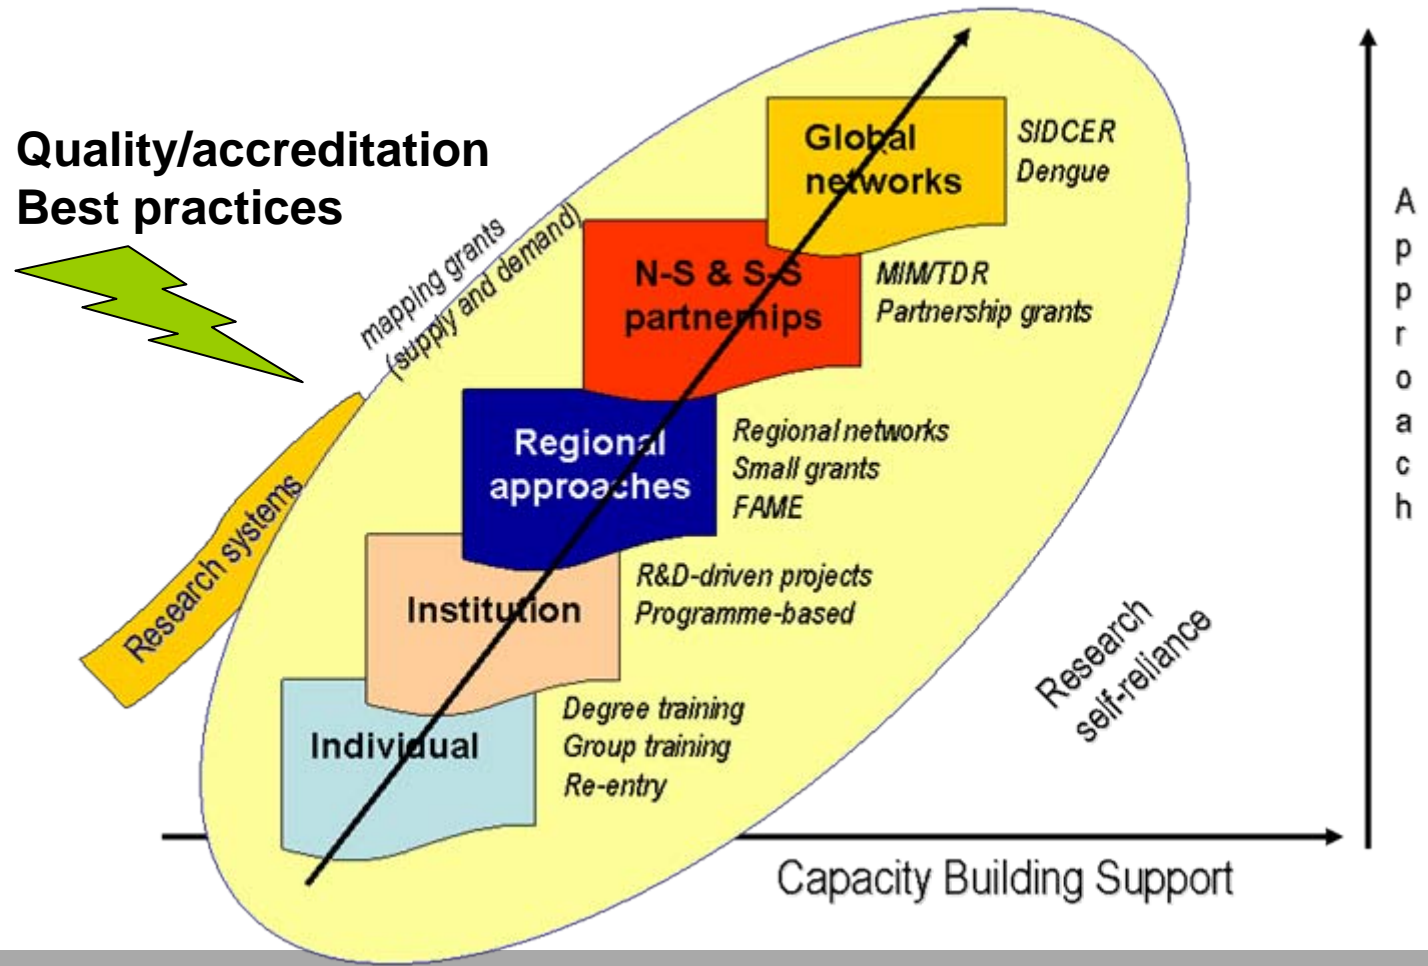 Quality/accreditation
Best practices
mapping grants
(supply and demand)
Research systems
Global
networks
SIDCER
Dengue
N-S & S-S
partnerhips
MIM/TDR
Partnership grants
Regional
approaches
Regional networks
Small grants
FAME
Institution
R&D-driven projects
Programme-based
Individual
Degree training
Group training
Re-entry
Research
self-reliance
Capacity Building Support
Approach